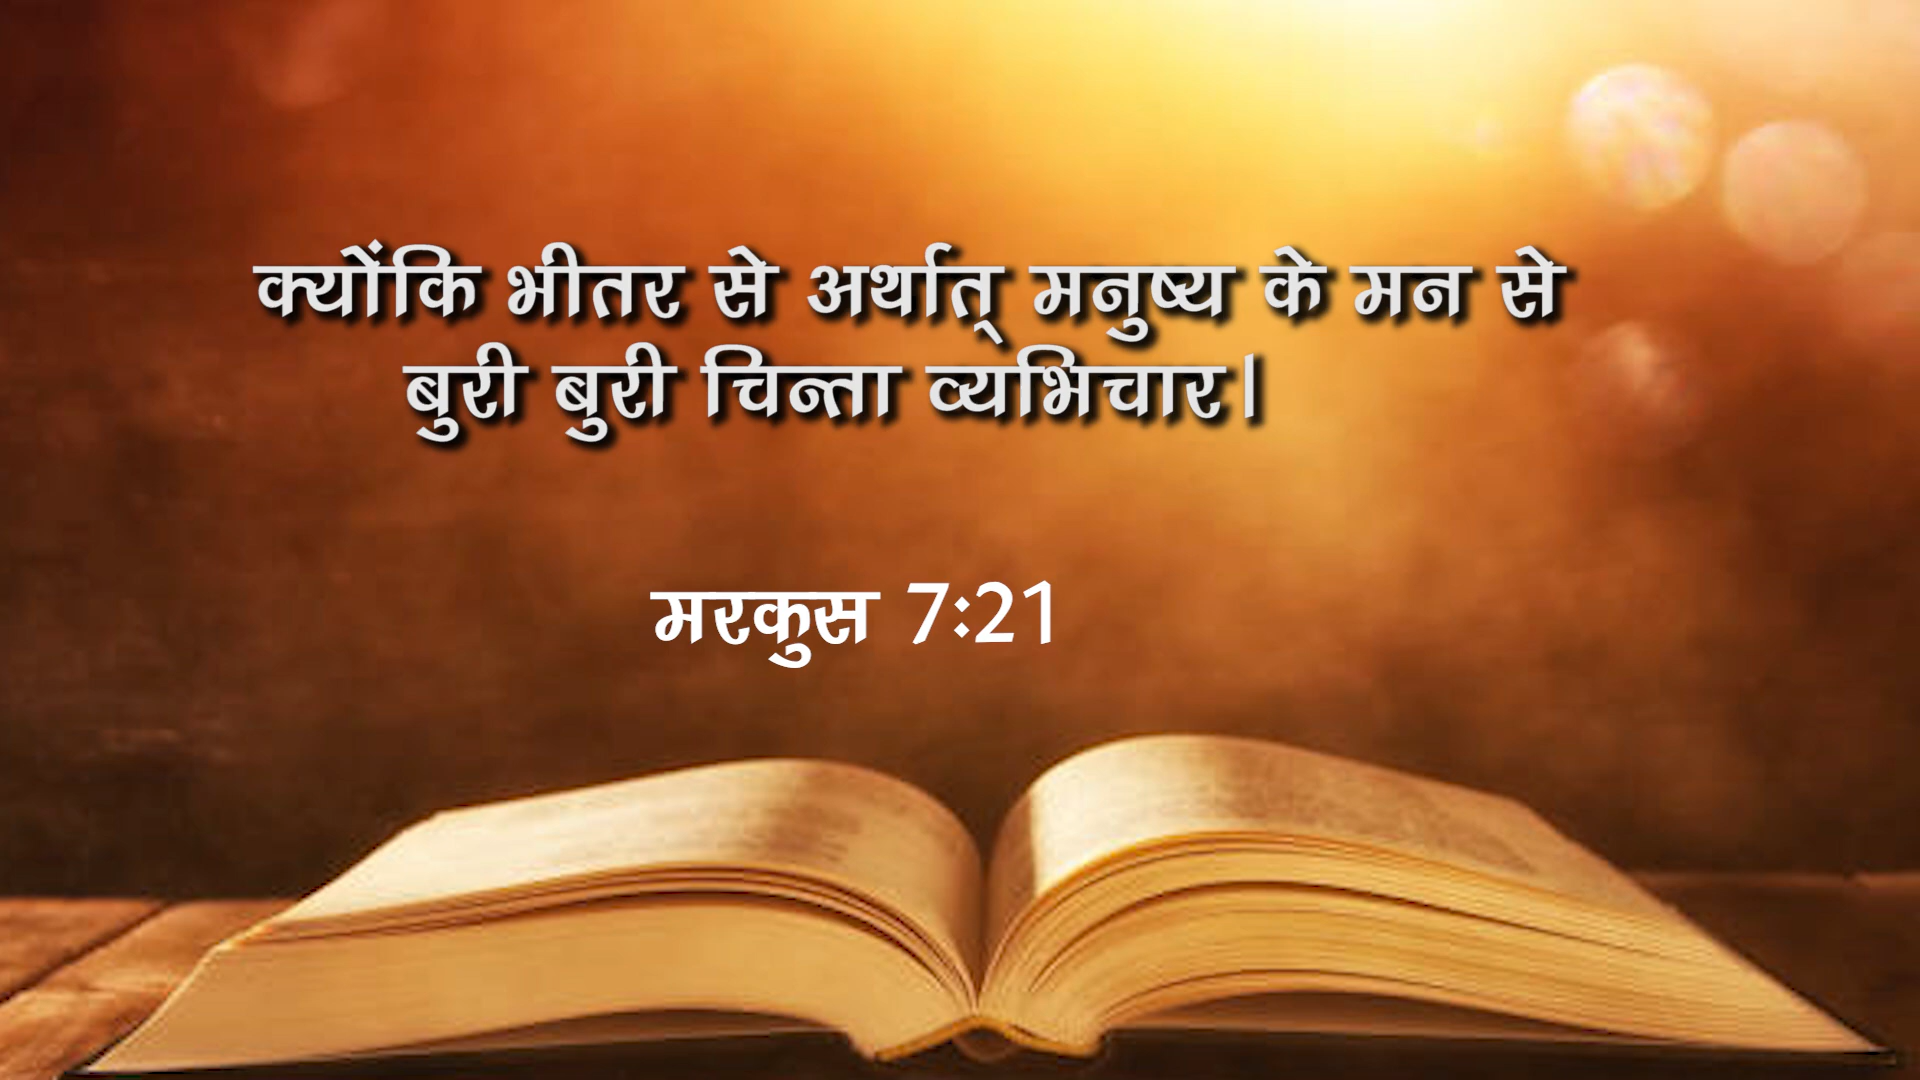 क्योंकि भीतर से अर्थात् मनुष्य के मन से
बुरी बुरी चिन्ता व्यभिचार।
मरकुस 7:21